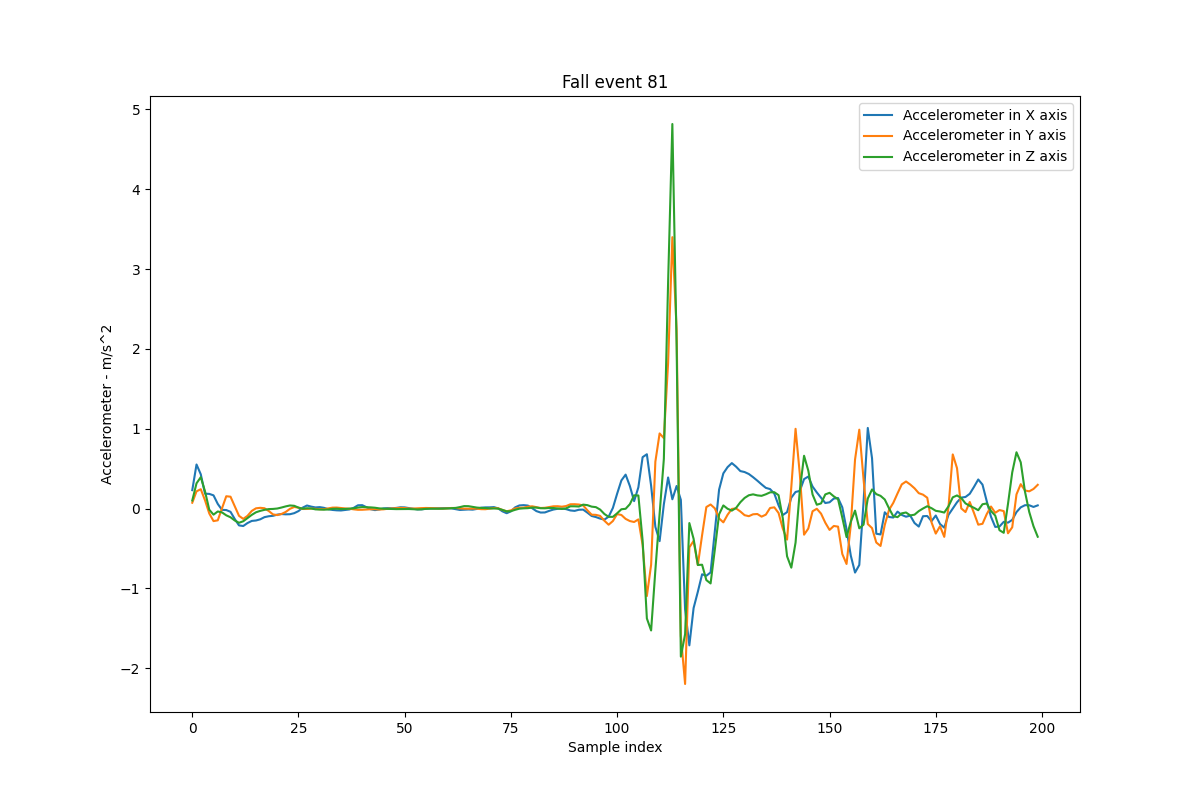 Fall event 81
Accelerometer in X axis
Accelerometer in Y axis
Accelerometer in Z axis
5
4
3
2
1
0
−1
−2
Accelerometer - m/s^2
0 25 50 75 100 125 150 175 200
Sample index